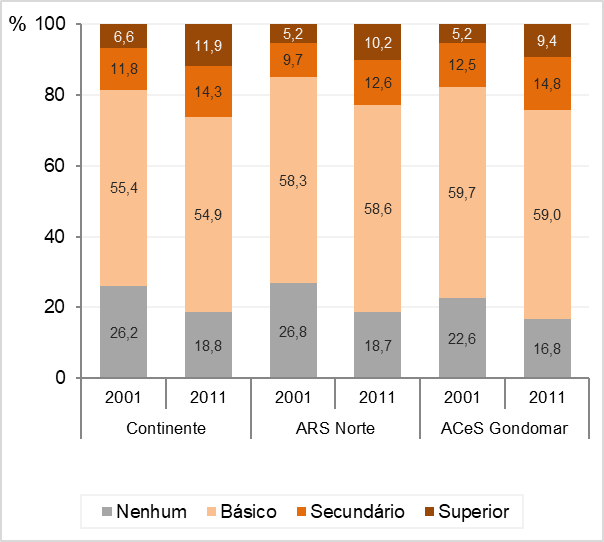 %
100
6,6 11,9 5,2 10,2 5,2 9,4
11,8 14,3 9,7 12,6 12,5 14,8
80
55,4 54,9 58,3 58,6 59,7 59,0
60
40
20
26,2 18,8 26,8 18,7 22,6 16,8
0
2001 2011 2001 2011 2001 2011
Continente ARS Norte ACeS Gondomar
Nenhum Básico Secundário Superior